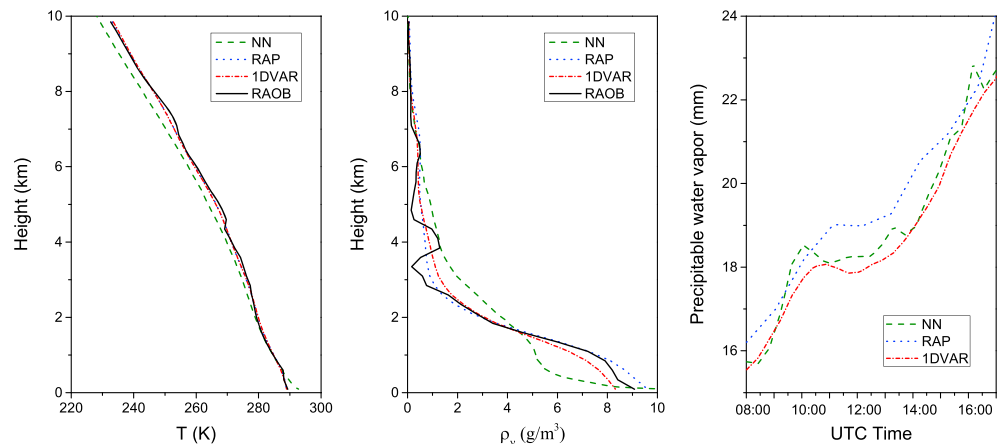 10
8
6
4
2
0
Height (km)
220
240
260
280
300
T (K)
NN
RAP
1DVAR
RAOB
10
8
6
4
2
0
Height (km)
0
2
4
6
8
10
ρv (g/m³)
NN
RAP
1DVAR
RAOB
24
22
20
18
16
Precipitable water vapor (mm)
08:00
10:00
12:00
14:00
16:00
UTC Time
NN
RAP
1DVAR